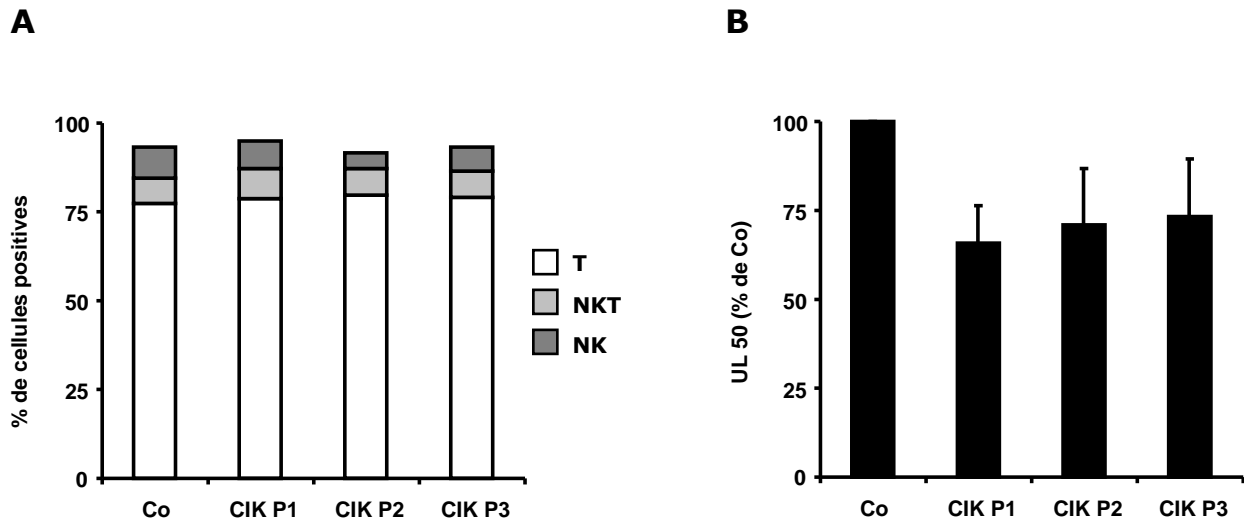 A
% de cellules positives
100
75
50
25
0
Co
CIK P1
CIK P2
CIK P3
T
NKT
NK
B
UL 50 (% de Co)
100
75
50
25
0
Co
CIK P1
CIK P2
CIK P3